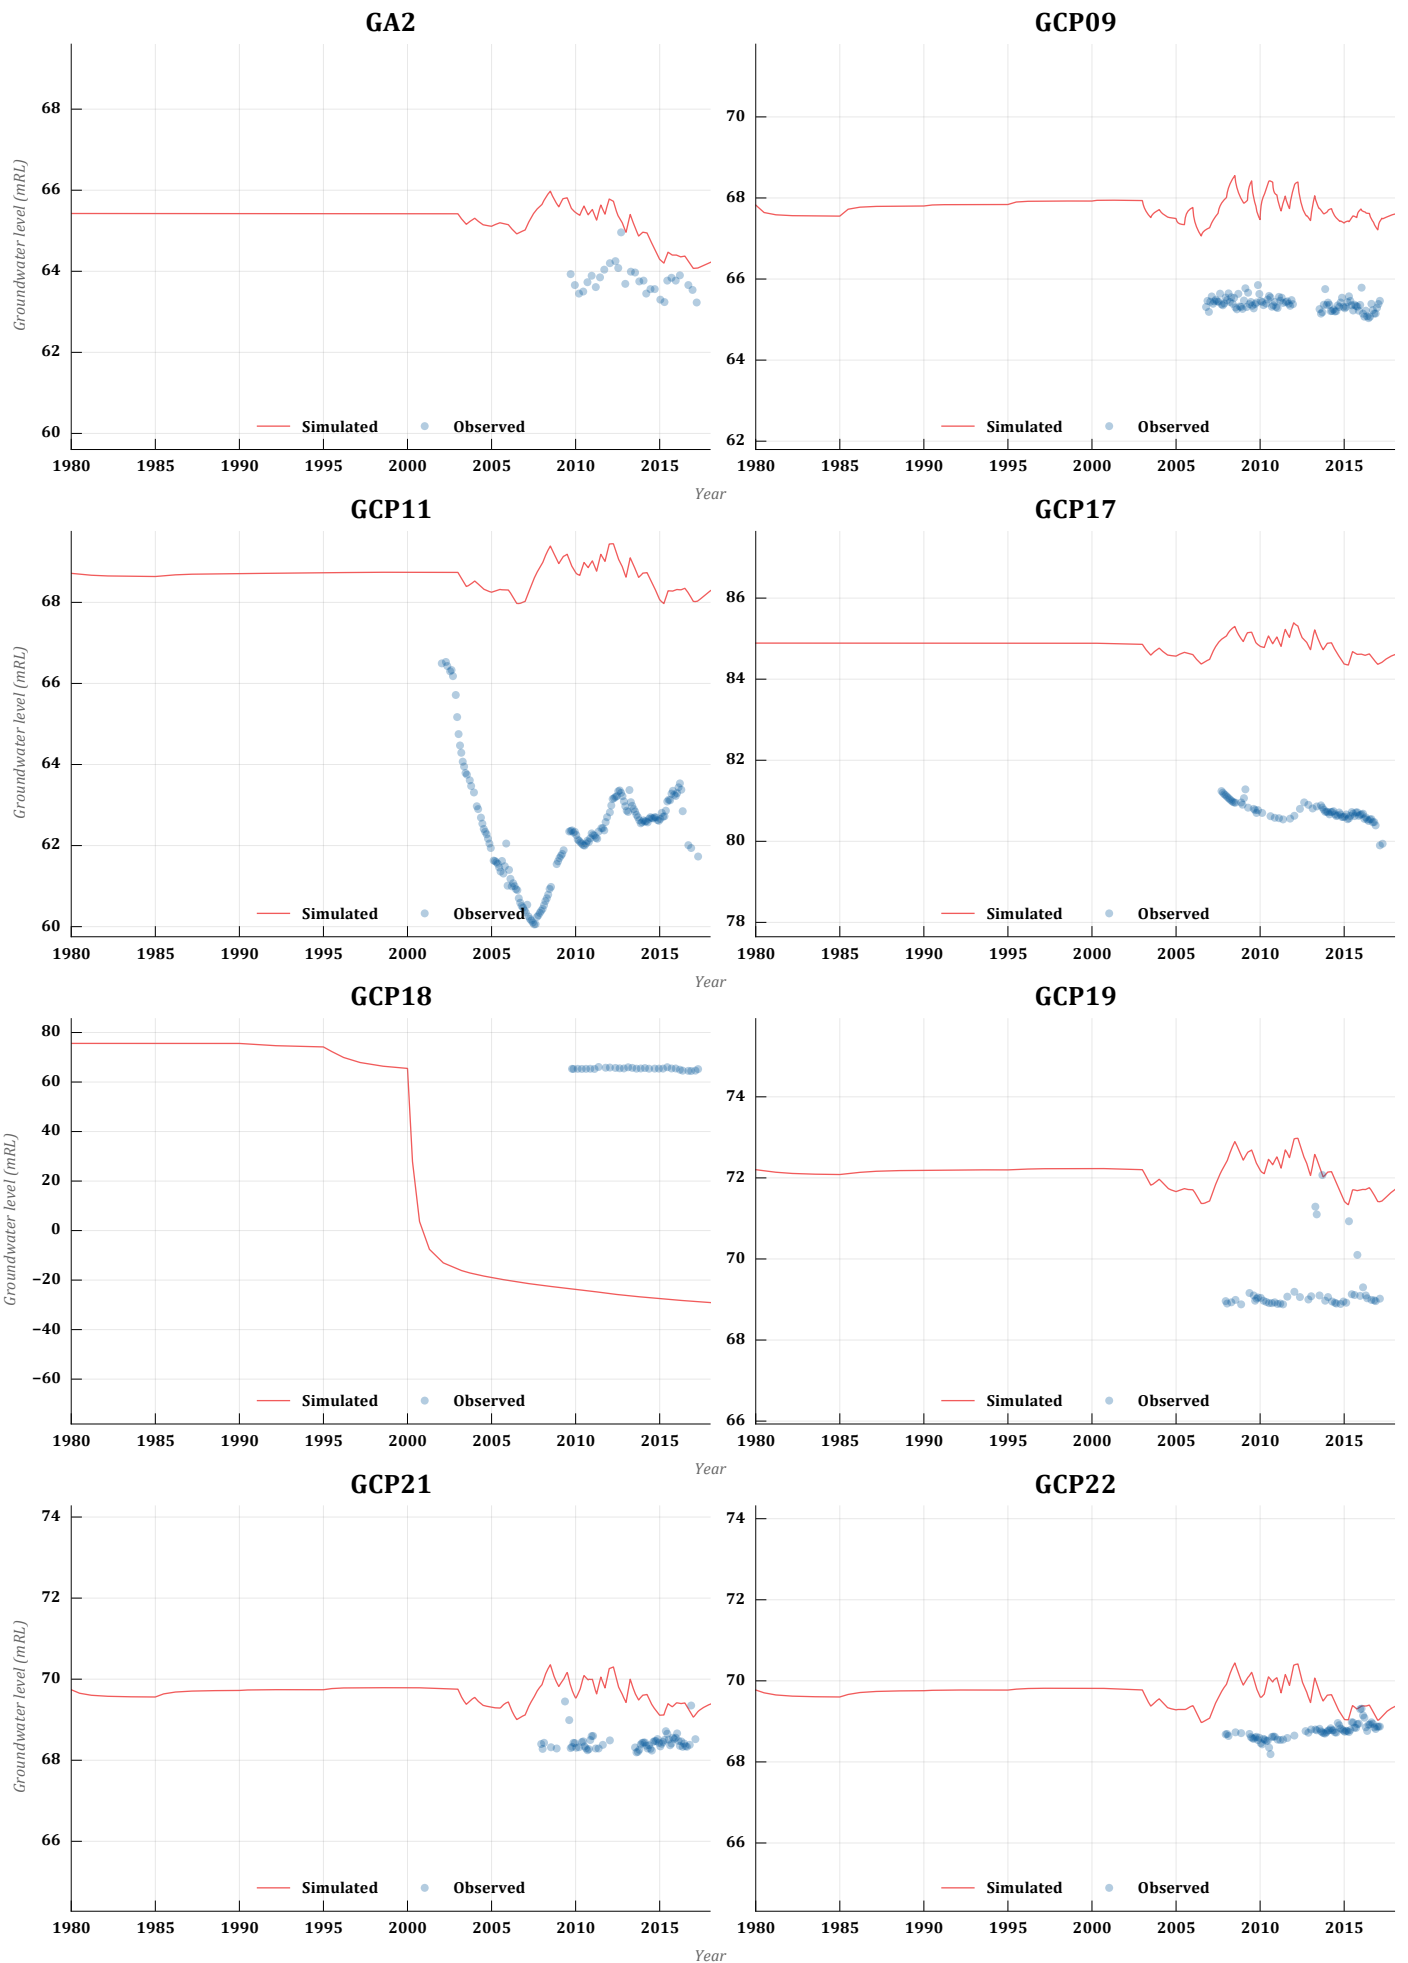 GA2
Groundwater level (mRL)
68
66
64
62
60
Simulated Observed
1980 1985 1990 1995 2000 2005 2010 2015
GCP09
70
68
66
64
62
Simulated Observed
1980 1985 1990 1995 2000 2005 2010 2015
Year
GCP11
Groundwater level (mRL)
68
66
64
62
60
Simulated Observed
1980 1985 1990 1995 2000 2005 2010 2015
GCP17
86
84
82
80
78
Simulated Observed
1980 1985 1990 1995 2000 2005 2010 2015
Year
GCP18
Groundwater level (mRL)
80
60
40
20
0
−20
−40
−60
Simulated Observed
1980 1985 1990 1995 2000 2005 2010 2015
GCP19
74
72
70
68
66
Simulated Observed
1980 1985 1990 1995 2000 2005 2010 2015
Year
GCP21
Groundwater level (mRL)
74
72
70
68
66
Simulated Observed
1980 1985 1990 1995 2000 2005 2010 2015
GCP22
74
72
70
68
66
Simulated Observed
1980 1985 1990 1995 2000 2005 2010 2015
Year